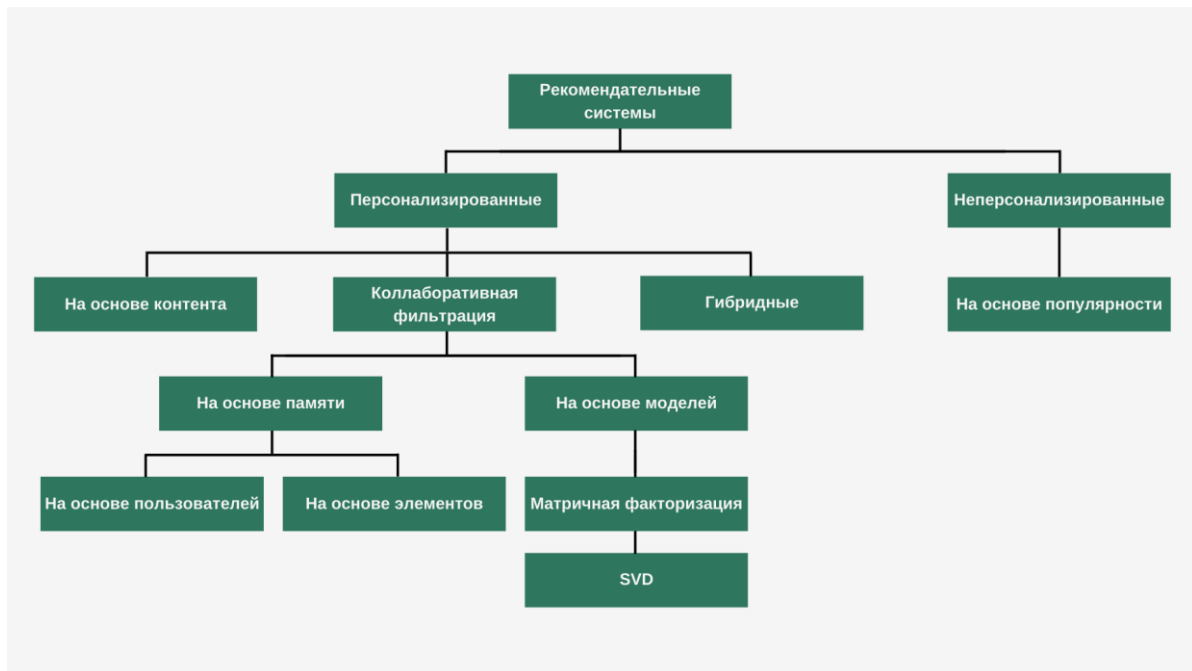 Рекомендательные
системы
Персонализированные
Неперсонализированные
На основе контента
Коллаборативная
фильтрация
Гибридные
На основе популярности
На основе памяти
На основе моделей
На основе пользователей
На основе элементов
Матричная факторизация
SVD